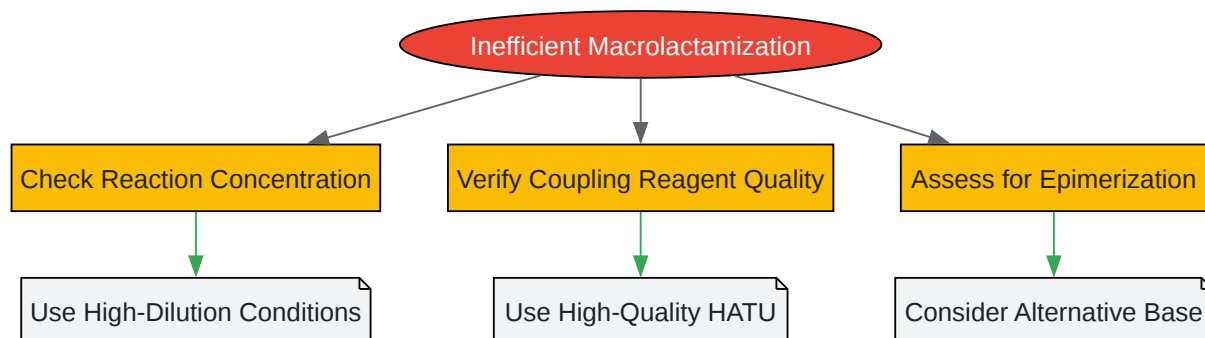 Inefficient Macrolactamization
Check Reaction Concentration
Verify Coupling Reagent Quality
Assess for Epimerization
Use High-Dilution Conditions
Use High-Quality HATU
Consider Alternative Base